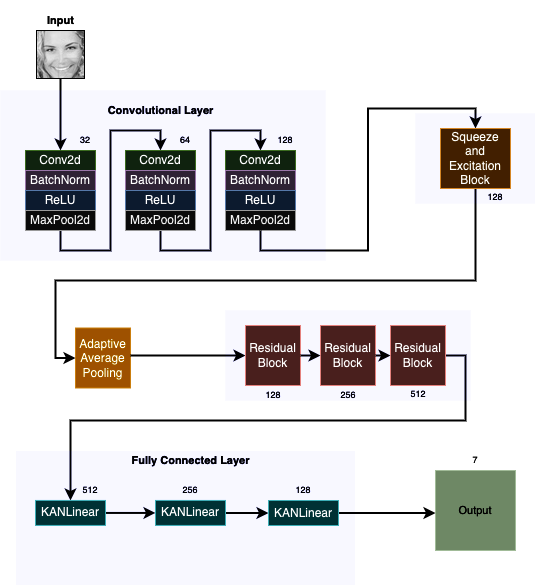 Input
Convolutional Layer
32
64
128
Conv2d
BatchNorm
ReLU
MaxPool2d
Conv2d
BatchNorm
ReLU
MaxPool2d
Conv2d
BatchNorm
ReLU
MaxPool2d
Squeeze
and
Excitation
Block
128
Adaptive
Average
Pooling
Residual
Block
128
Residual
Block
256
Residual
Block
512
Fully Connected Layer
512
KANLinear
256
KANLinear
128
KANLinear
7
Output